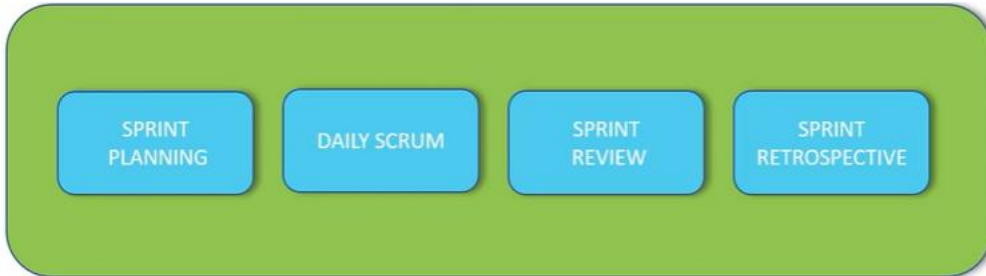 SPRINT
PLANNING
DAILY SCRUM
SPRINT
REVIEW
SPRINT
RETROSPECTIVE